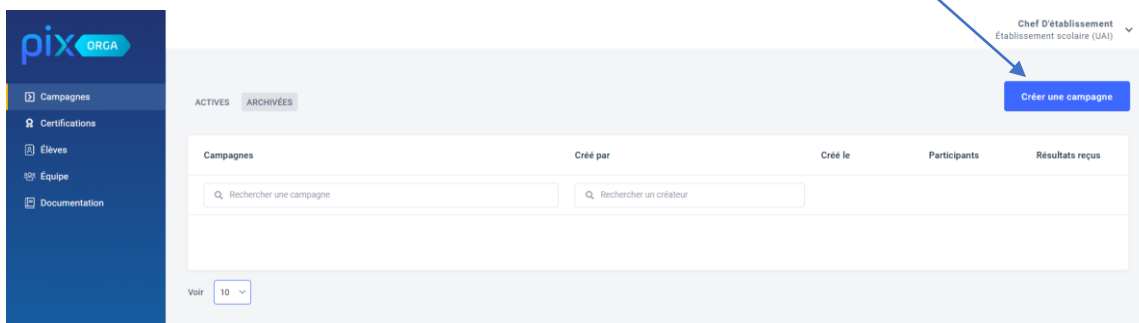 pix ORGA
Chef D'établissement
Établissement scolaire (UAI)
Campagnes
Certifications
Élèves
Équipe
Documentation
ACTIVES ARCHIVÉES
Créer une campagne
Campagnes Créé par Créé le Participants Résultats reçus
Rechercher une campagne Rechercher un créateur
Voir 10